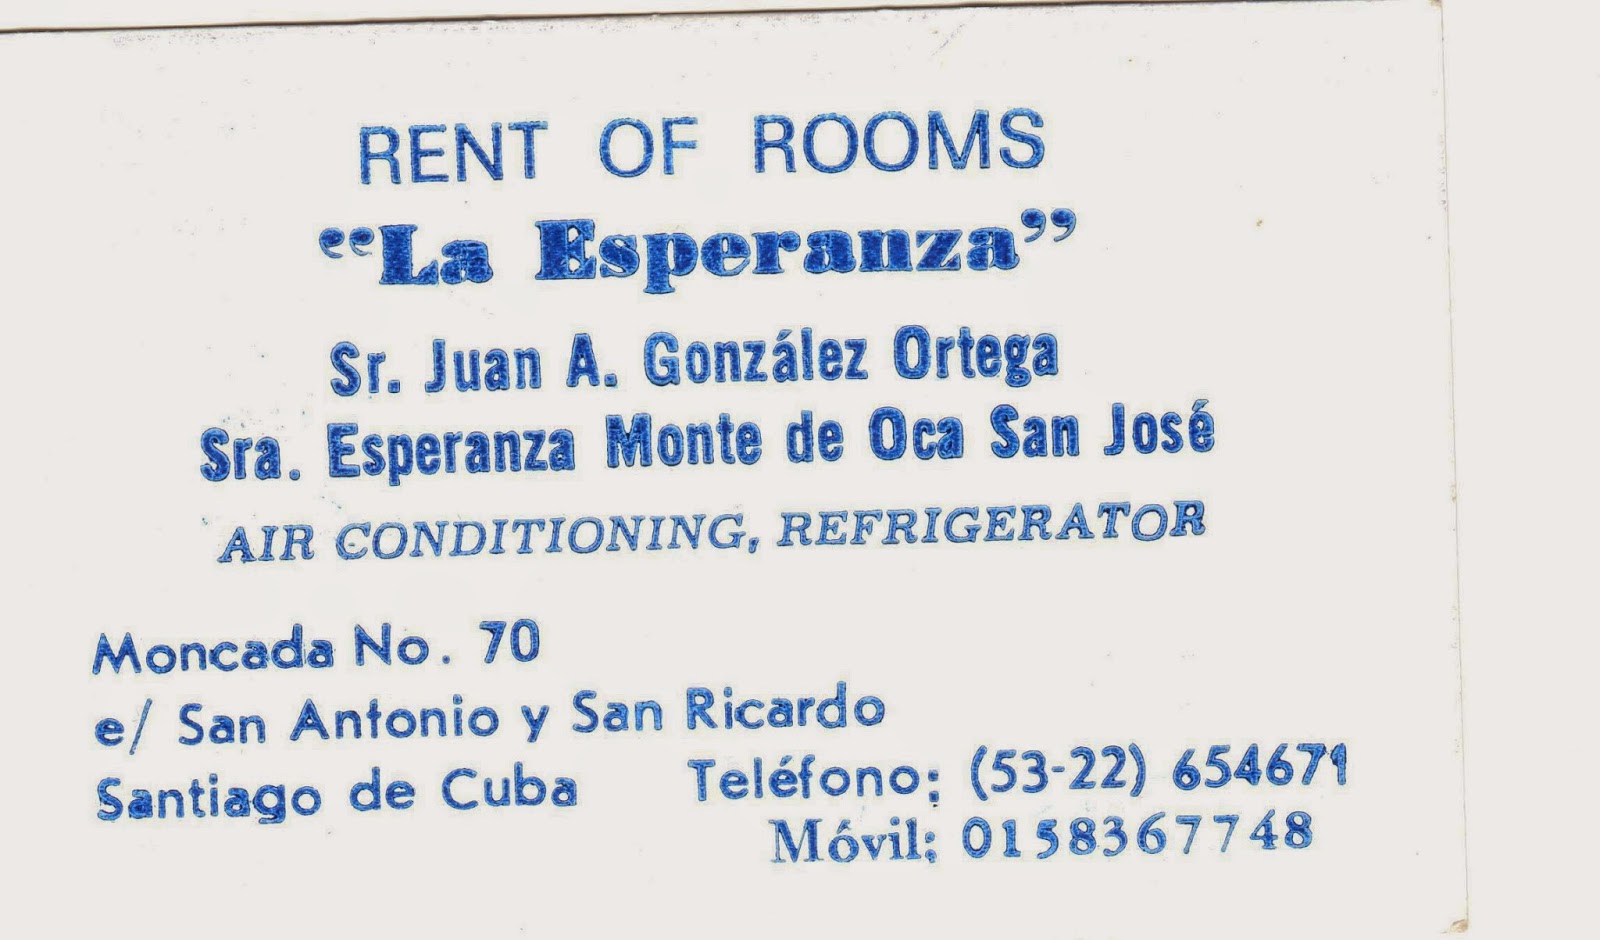 RENT OF ROOMS
“La Esperanza”
Sr. Juan A. González Ortega
Sra. Esperanza Monte de Oca San José
AIR CONDITIONING, REFRIGERATOR
Moncada No. 70
e/ San Antonio y San Ricardo
Santiago de Cuba
Teléfono: (53-22) 654671
Móvil: 0158367748